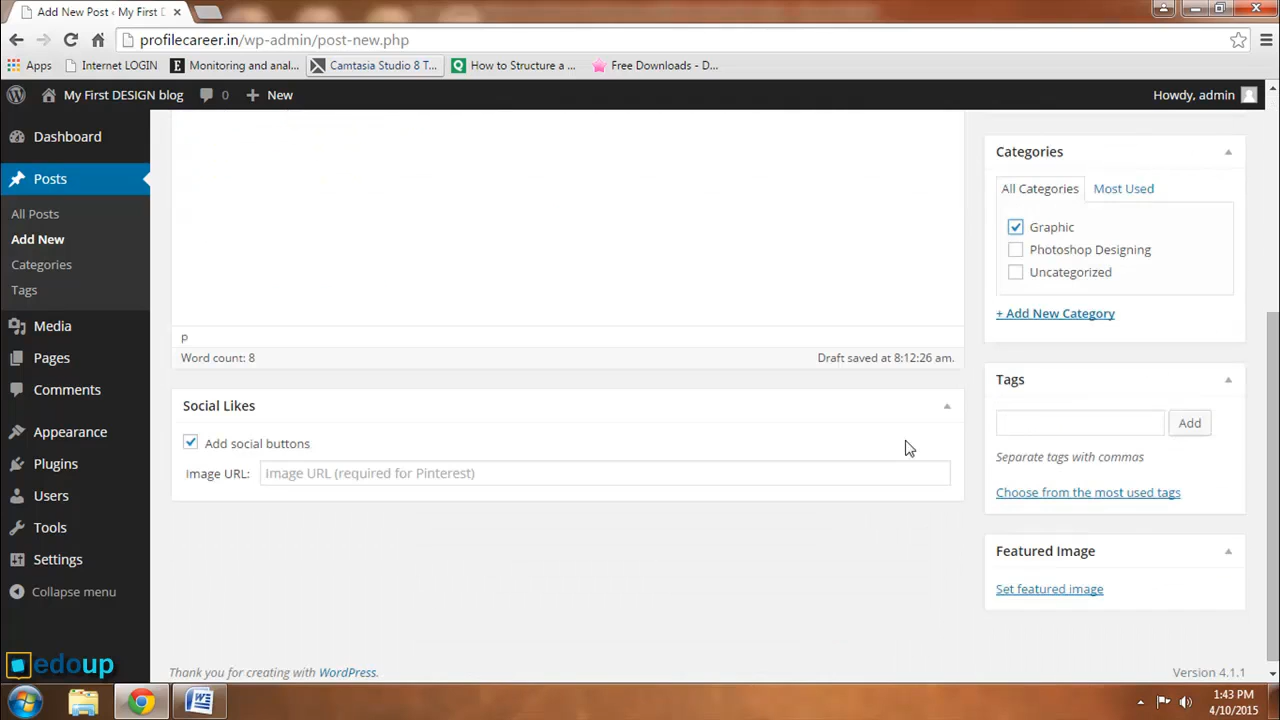 Add New Post ‹ My First D
profilecareer.in/wp-admin/post-new.php
Apps Internet LOGIN Monitoring and anal... Camtasia Studio 8 T... How to Structure a ... Free Downloads - D...
My First DESIGN blog 0 New Howdy, admin
Dashboard
Posts
All Posts
Add New
Categories
Tags
Media
Pages
Comments
Appearance
Plugins
Users
Tools
Settings
Collapse menu
p
Word count: 8 Draft saved at 8:12:26 am.
Social Likes
Add social buttons
Image URL: Image URL (required for Pinterest)
Categories
All Categories Most Used
Graphic
Photoshop Designing
Uncategorized
+ Add New Category
Tags
Add
Separate tags with commas
Choose from the most used tags
Featured Image
Set featured image
Thank you for creating with WordPress. Version 4.1.1
edoup
1:43 PM
4/10/2015